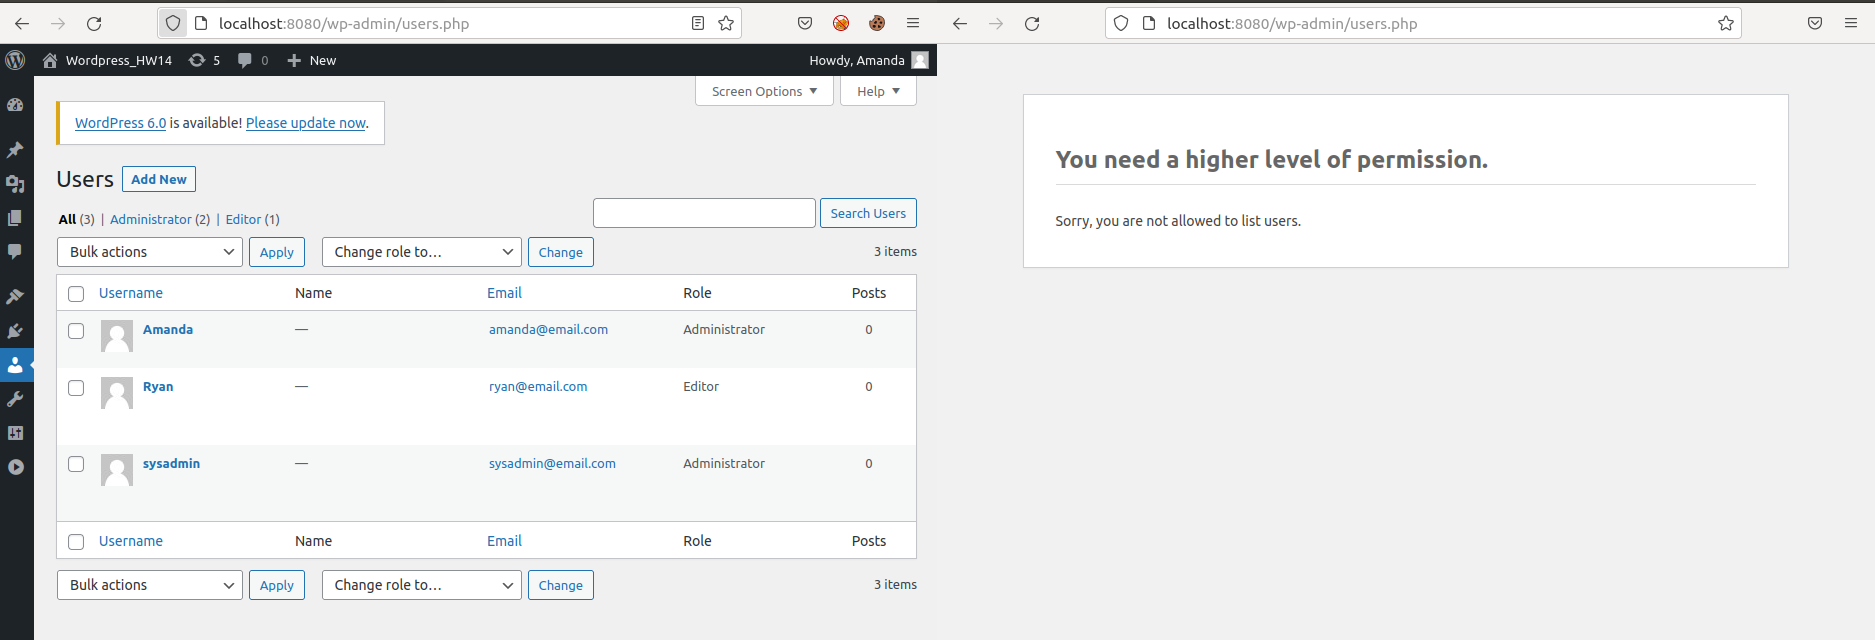 localhost:8080/wp-admin/users.php
Wordpress_HW14 5 0 New Howdy, Amanda
Screen Options Help
WordPress 6.0 is available! Please update now.
Users Add New
All (3) | Administrator (2) | Editor (1)
Search Users
Bulk actions Apply Change role to… Change 3 items
Username Name Email Role Posts
Amanda — amanda@email.com Administrator 0
Ryan — ryan@email.com Editor 0
sysadmin — sysadmin@email.com Administrator 0
Username Name Email Role Posts
Bulk actions Apply Change role to… Change 3 items
localhost:8080/wp-admin/users.php
You need a higher level of permission.
Sorry, you are not allowed to list users.